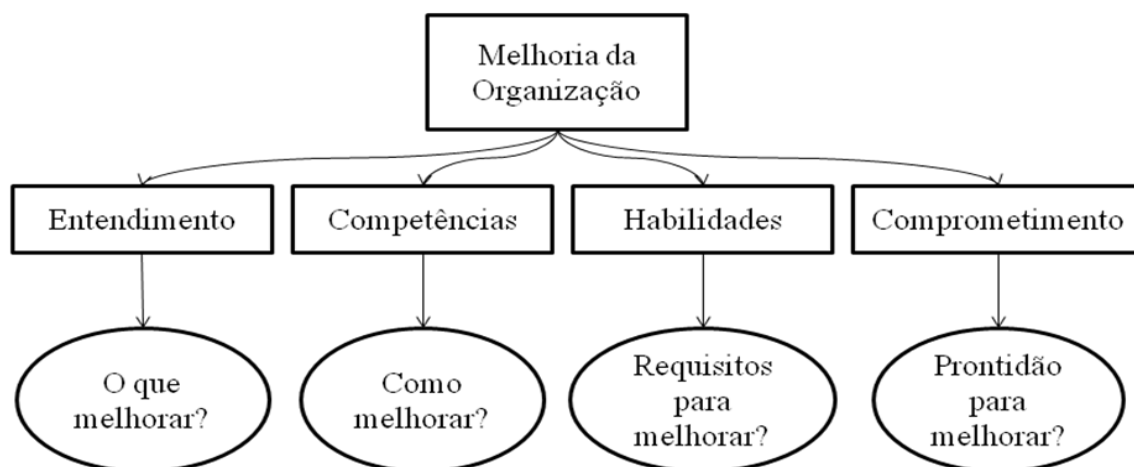 Melhoria da
Organização
Entendimento
Competências
Habilidades
Comprometimento
O que
melhorar?
Como
melhorar?
Requisitos
para
melhorar?
Prontidão
para
melhorar?